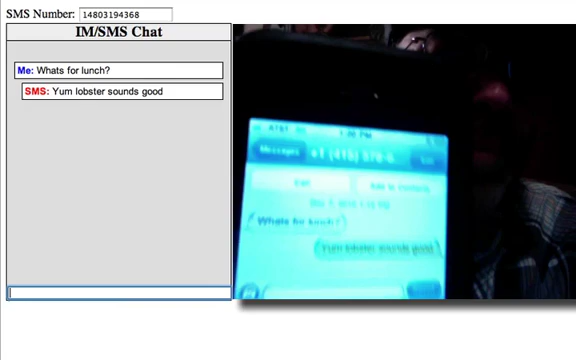 SMS Number: 14803194368
IM/SMS Chat
Me: Whats for lunch?
SMS: Yum lobster sounds good
AT&T
Messages
Whats for lunch?
Yum lobster sounds good